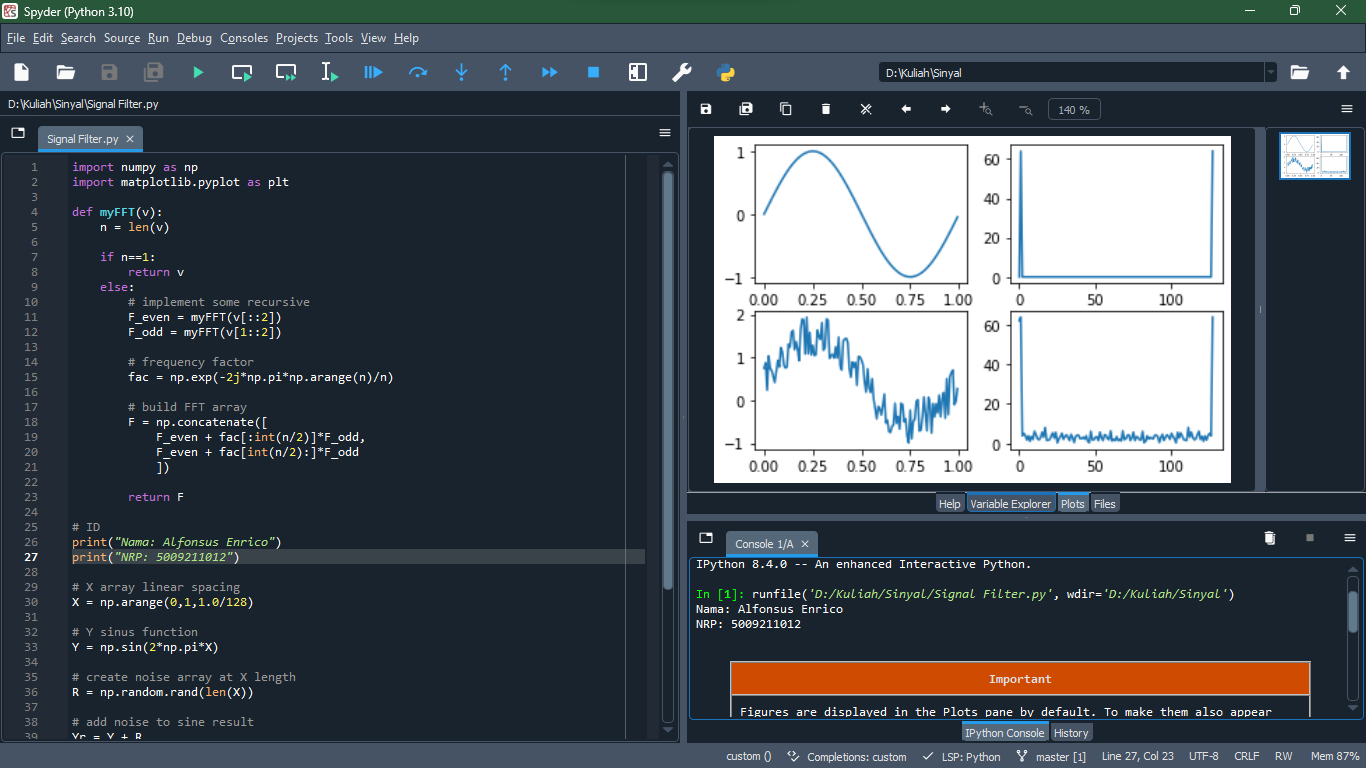 Spyder (Python 3.10)
File Edit Search Source Run Debug Consoles Projects Tools View Help
D:\Kuliah\Sinyal
D:\Kuliah\Sinyal\Signal Filter.py
Signal Filter.py
1 import numpy as np
2 import matplotlib.pyplot as plt
3
4 def myFFT(v):
5 n = len(v)
6
7 if n==1:
8 return v
9 else:
10 # implement some recursive
11 F_even = myFFT(v[::2])
12 F_odd = myFFT(v[1::2])
13
14 # frequency factor
15 fac = np.exp(-2j*np.pi*np.arange(n)/n)
16
17 # build FFT array
18 F = np.concatenate([
19 F_even + fac[:int(n/2)]*F_odd,
20 F_even + fac[int(n/2):]*F_odd
21 ])
22
23 return F
24
25 # ID
26 print("Nama: Alfonsus Enrico")
27 print("NRP: 5009211012")
28
29 # X array linear spacing
30 X = np.arange(0,1,1.0/128)
31
32 # Y sinus function
33 Y = np.sin(2*np.pi*X)
34
35 # create noise array at X length
36 R = np.random.rand(len(X))
37
38 # add noise to sine result
39 Yr = Y + R
140 %
1
0
−1
0.00 0.25 0.50 0.75 1.00
60
40
20
0
0 50 100
2
1
0
−1
0.00 0.25 0.50 0.75 1.00
60
40
20
0
0 50 100
Help Variable Explorer Plots Files
Console 1/A
IPython 8.4.0 -- An enhanced Interactive Python.
In [1]: runfile('D:/Kuliah/Sinyal/Signal Filter.py', wdir='D:/Kuliah/Sinyal')
Nama: Alfonsus Enrico
NRP: 5009211012
Important
Figures are displayed in the Plots pane by default. To make them also appear
IPython Console History
custom () Completions: custom LSP: Python master [1] Line 27, Col 23 UTF-8 CRLF RW Mem 87%